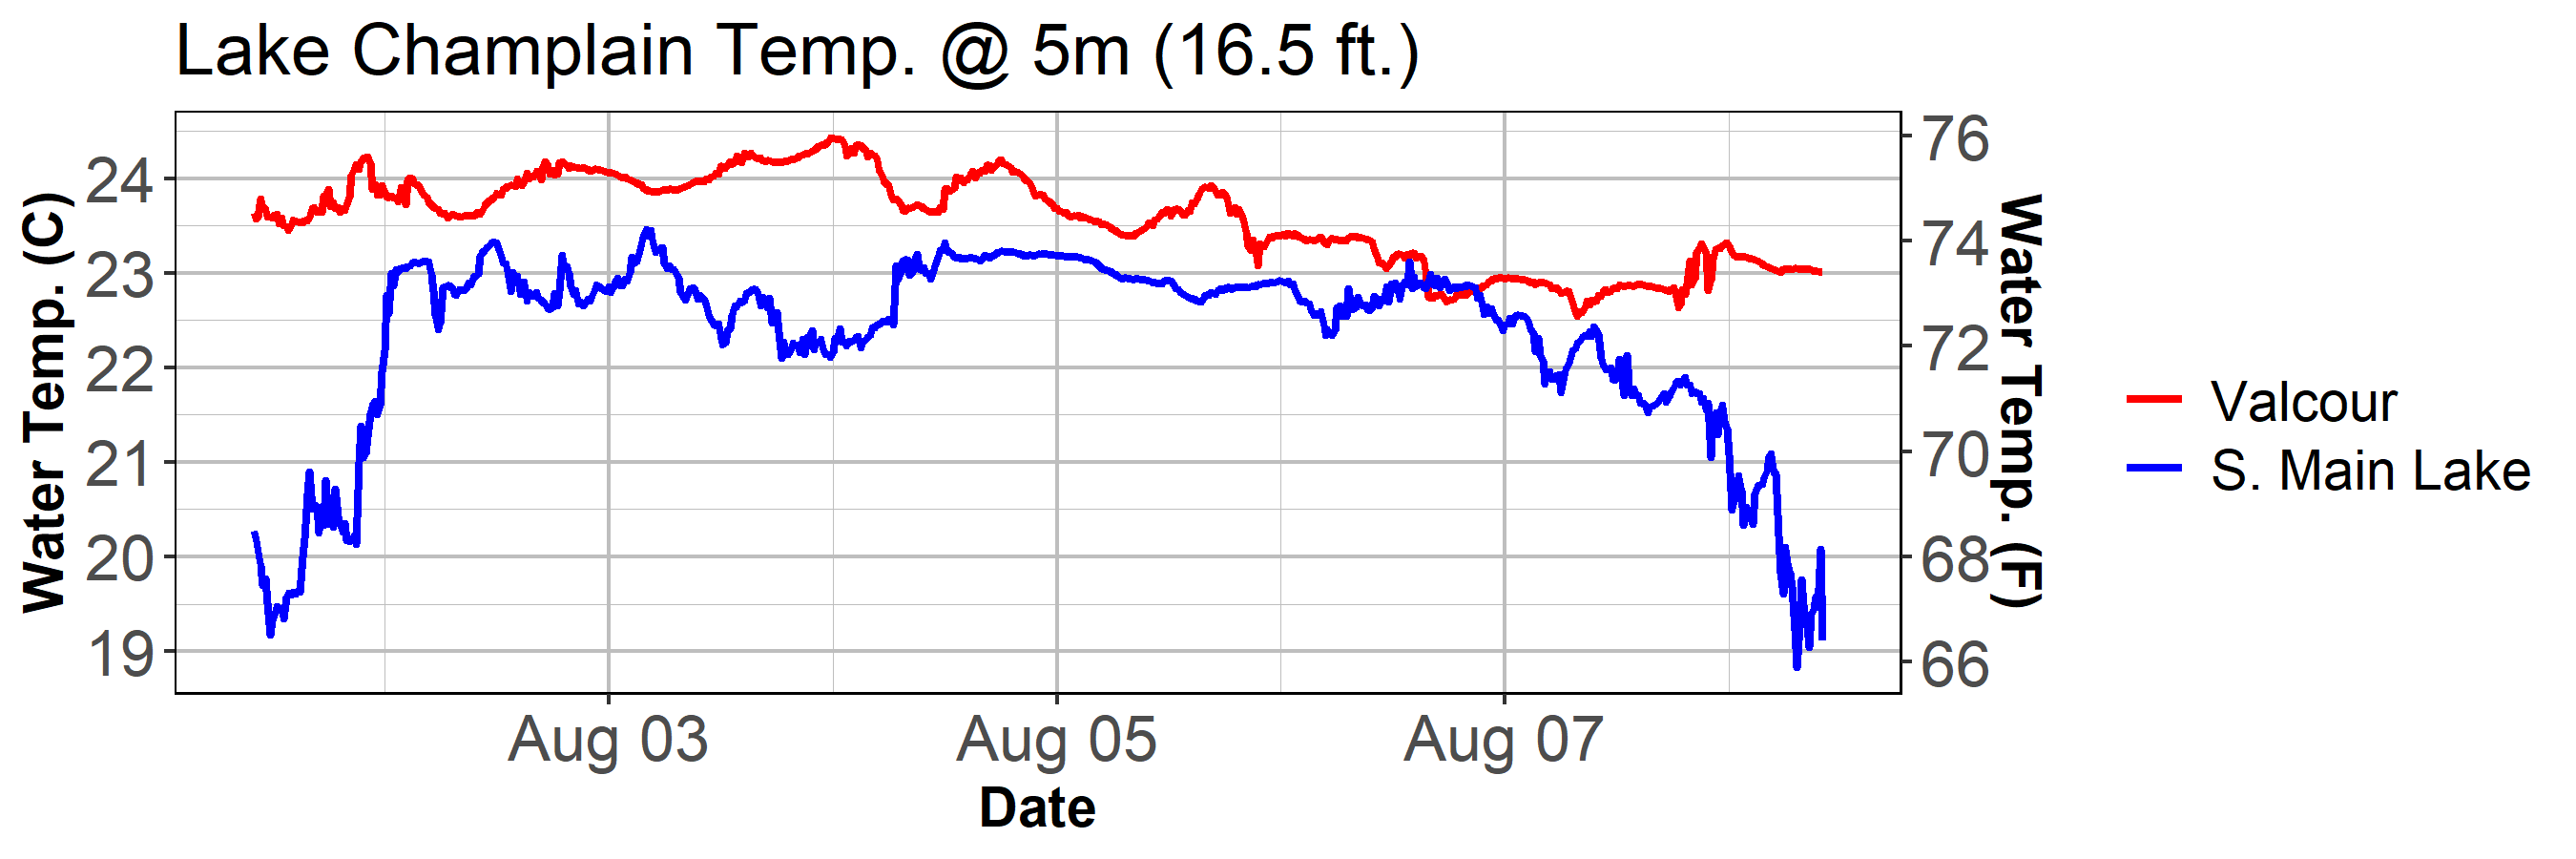 Lake Champlain Temp. @ 5m (16.5 ft.)
Water Temp. (C)
24
23
22
21
20
19
76
74
72
70
68
66
Water Temp. (F)
Aug 03
Aug 05
Aug 07
Date
Valcour
S. Main Lake